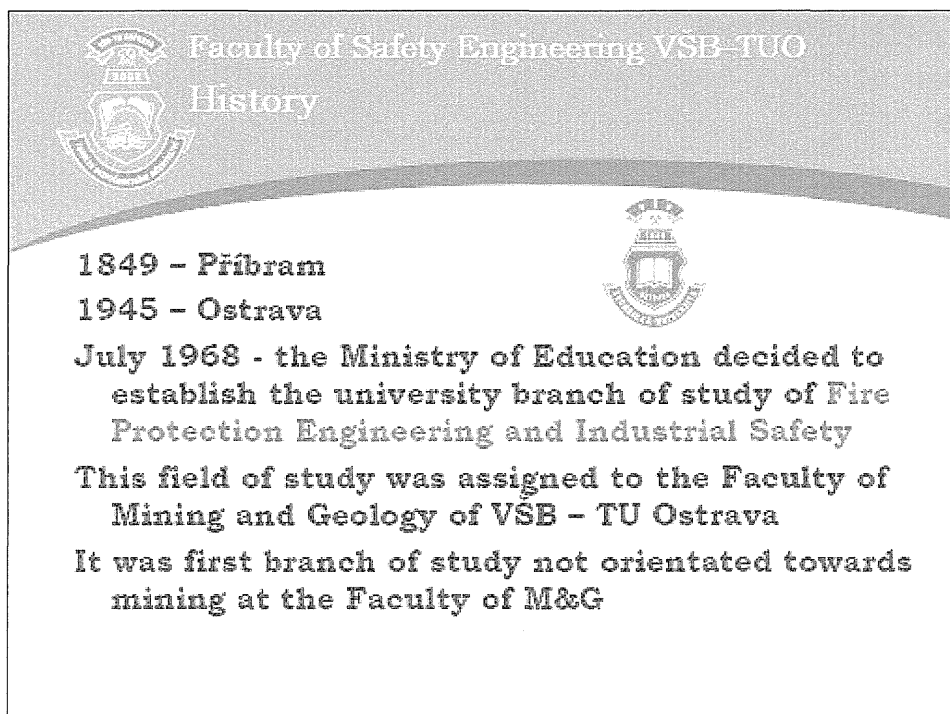 Faculty of Safety Engineering VŠB–TUO
History
1849 – Příbram
1945 – Ostrava
July 1968 - the Ministry of Education decided to
establish the university branch of study of Fire
Protection Engineering and Industrial Safety
This field of study was assigned to the Faculty of
Mining and Geology of VŠB – TU Ostrava
It was first branch of study not orientated towards
mining at the Faculty of M&G